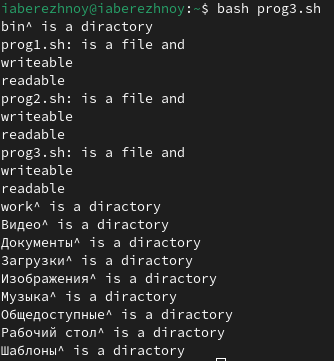 iaberezhnoy@iaberezhnoy:~$ bash prog3.sh
bin^ is a diractory
prog1.sh: is a file and
writeable
readable
prog2.sh: is a file and
writeable
readable
prog3.sh: is a file and
writeable
readable
work^ is a diractory
Видео^ is a diractory
Документы^ is a diractory
Загрузки^ is a diractory
Изображения^ is a diractory
Музыка^ is a diractory
Общедоступные^ is a diractory
Рабочий стол^ is a diractory
Шаблоны^ is a diractory